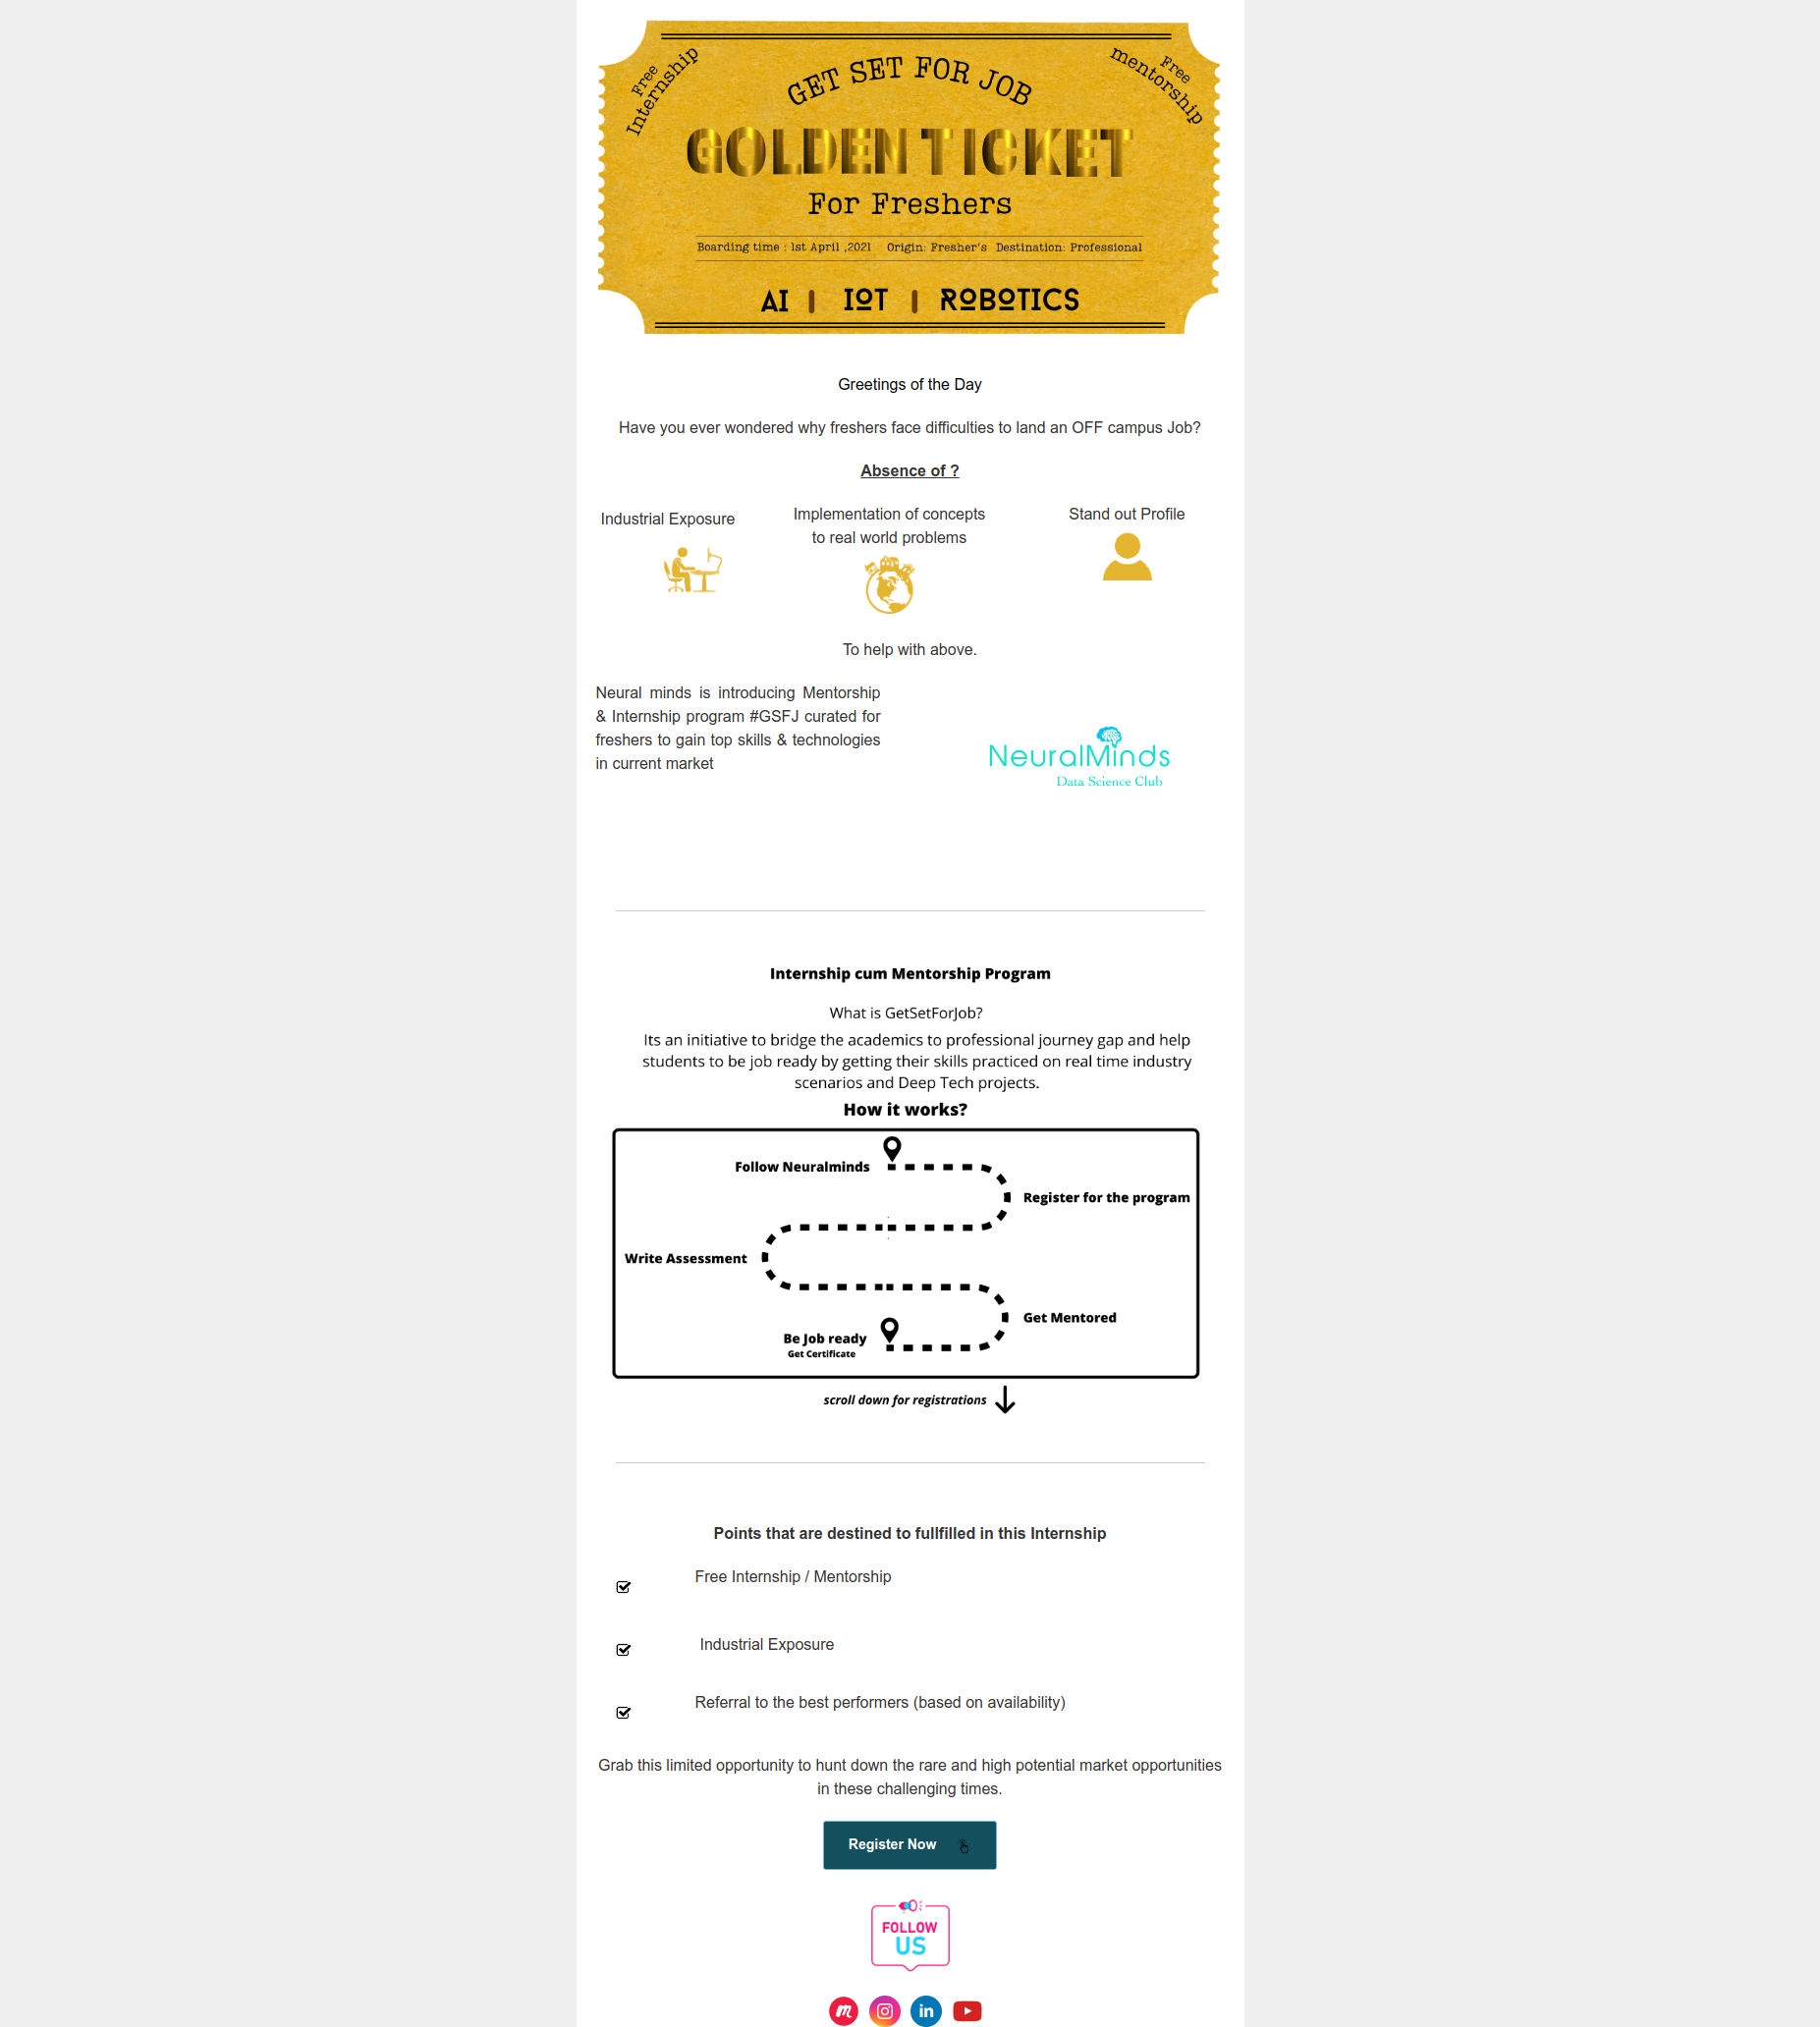 Free
Internship
Free
mentorship
GET SET FOR JOB
GOLDEN TICKET
For Freshers
Boarding time : 1st April ,2021 Origin: Fresher's Destination: Professional
AI | IOT | ROBOTICS
Greetings of the Day
Have you ever wondered why freshers face difficulties to land an OFF campus Job?
Absence of ?
Industrial Exposure
Implementation of concepts
to real world problems
Stand out Profile
To help with above.
Neural minds is introducing Mentorship
& Internship program #GSFJ curated for
freshers to gain top skills & technologies
in current market
NeuralMinds
Data Science Club
Internship cum Mentorship Program
What is GetSetForJob?
Its an initiative to bridge the academics to professional journey gap and help
students to be job ready by getting their skills practiced on real time industry
scenarios and Deep Tech projects.
How it works?
Follow Neuralminds
Register for the program
Write Assessment
Get Mentored
Be Job ready
Get Certificate
scroll down for registrations
Points that are destined to fullfilled in this Internship
Free Internship / Mentorship
Industrial Exposure
Referral to the best performers (based on availability)
Grab this limited opportunity to hunt down the rare and high potential market opportunities
in these challenging times.
Register Now
FOLLOW
US
m
in